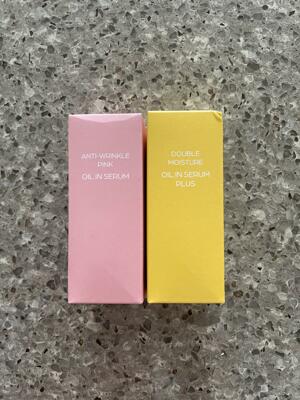 ANTI-WRINKLE
PINK
OIL.IN SERUM
DOUBLE
MOISTURE
OIL.IN SERUM
PLUS